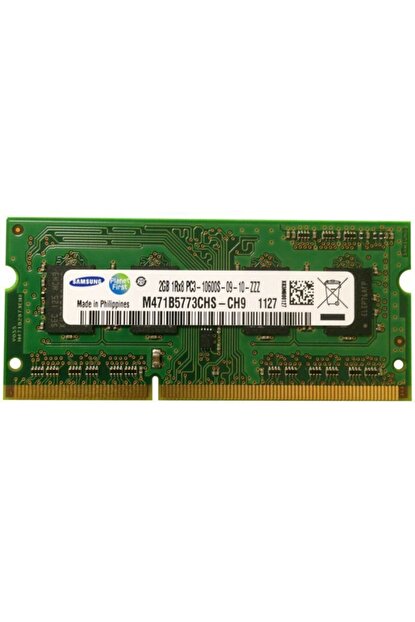 SAMSUNG
Planet First
2GB 1Rx8 PC3-10600S-09-10-ZZZ
Made in Philippines
M471B5773CHS-CH9 1127